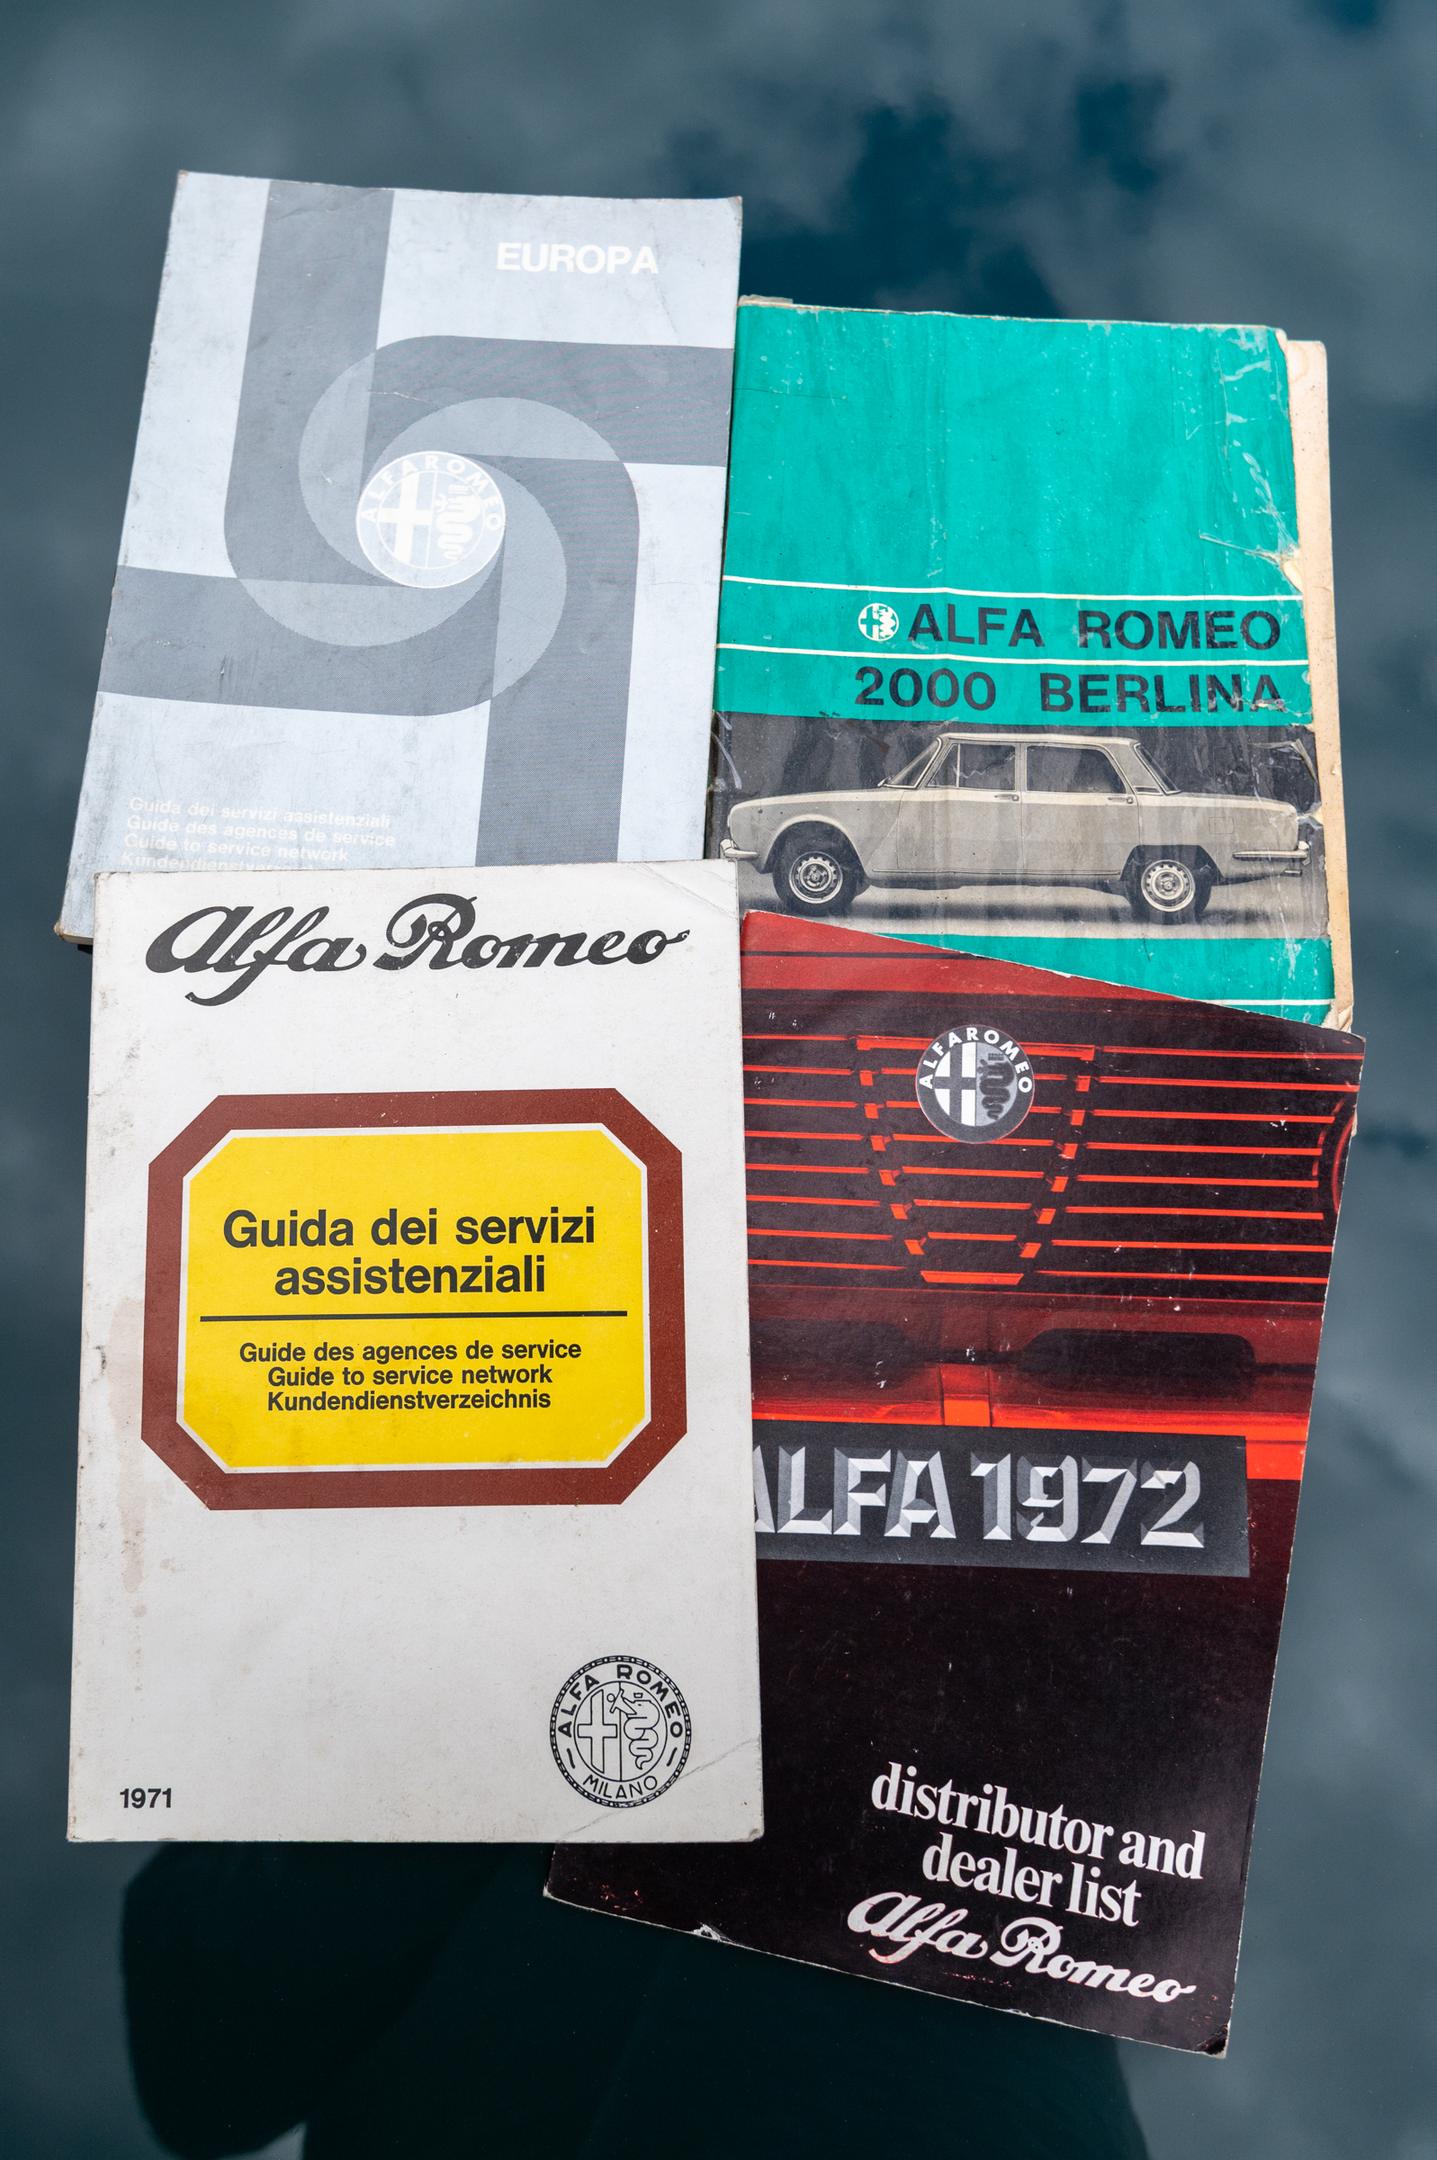 EUROPA
ALFA ROMEO
Guida dei servizi assistenziali
Guide des agences de service
Guide to service network
ALFA ROMEO
2000 BERLINA
Alfa Romeo
Guida dei servizi
assistenziali
Guide des agences de service
Guide to service network
Kundendienstverzeichnis
ALFA ROMEO
MILANO
1971
ALFA ROMEO
ALFA 1972
distributor and
dealer list
Alfa Romeo